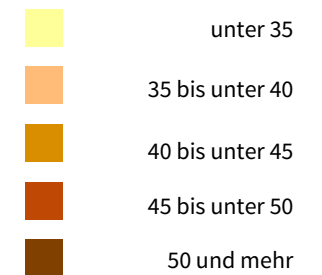 unter 35
35 bis unter 40
40 bis unter 45
45 bis unter 50
50 und mehr